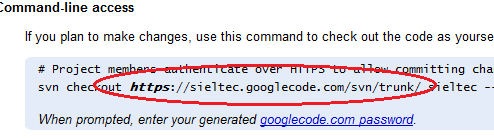 Command-line access
If you plan to make changes, use this command to check out the code as yourse
# Project members authenticate over HTTPS to allow committing cha
svn checkout https://sieltec.googlecode.com/svn/trunk/ sieltec --
When prompted, enter your generated googlecode.com password.